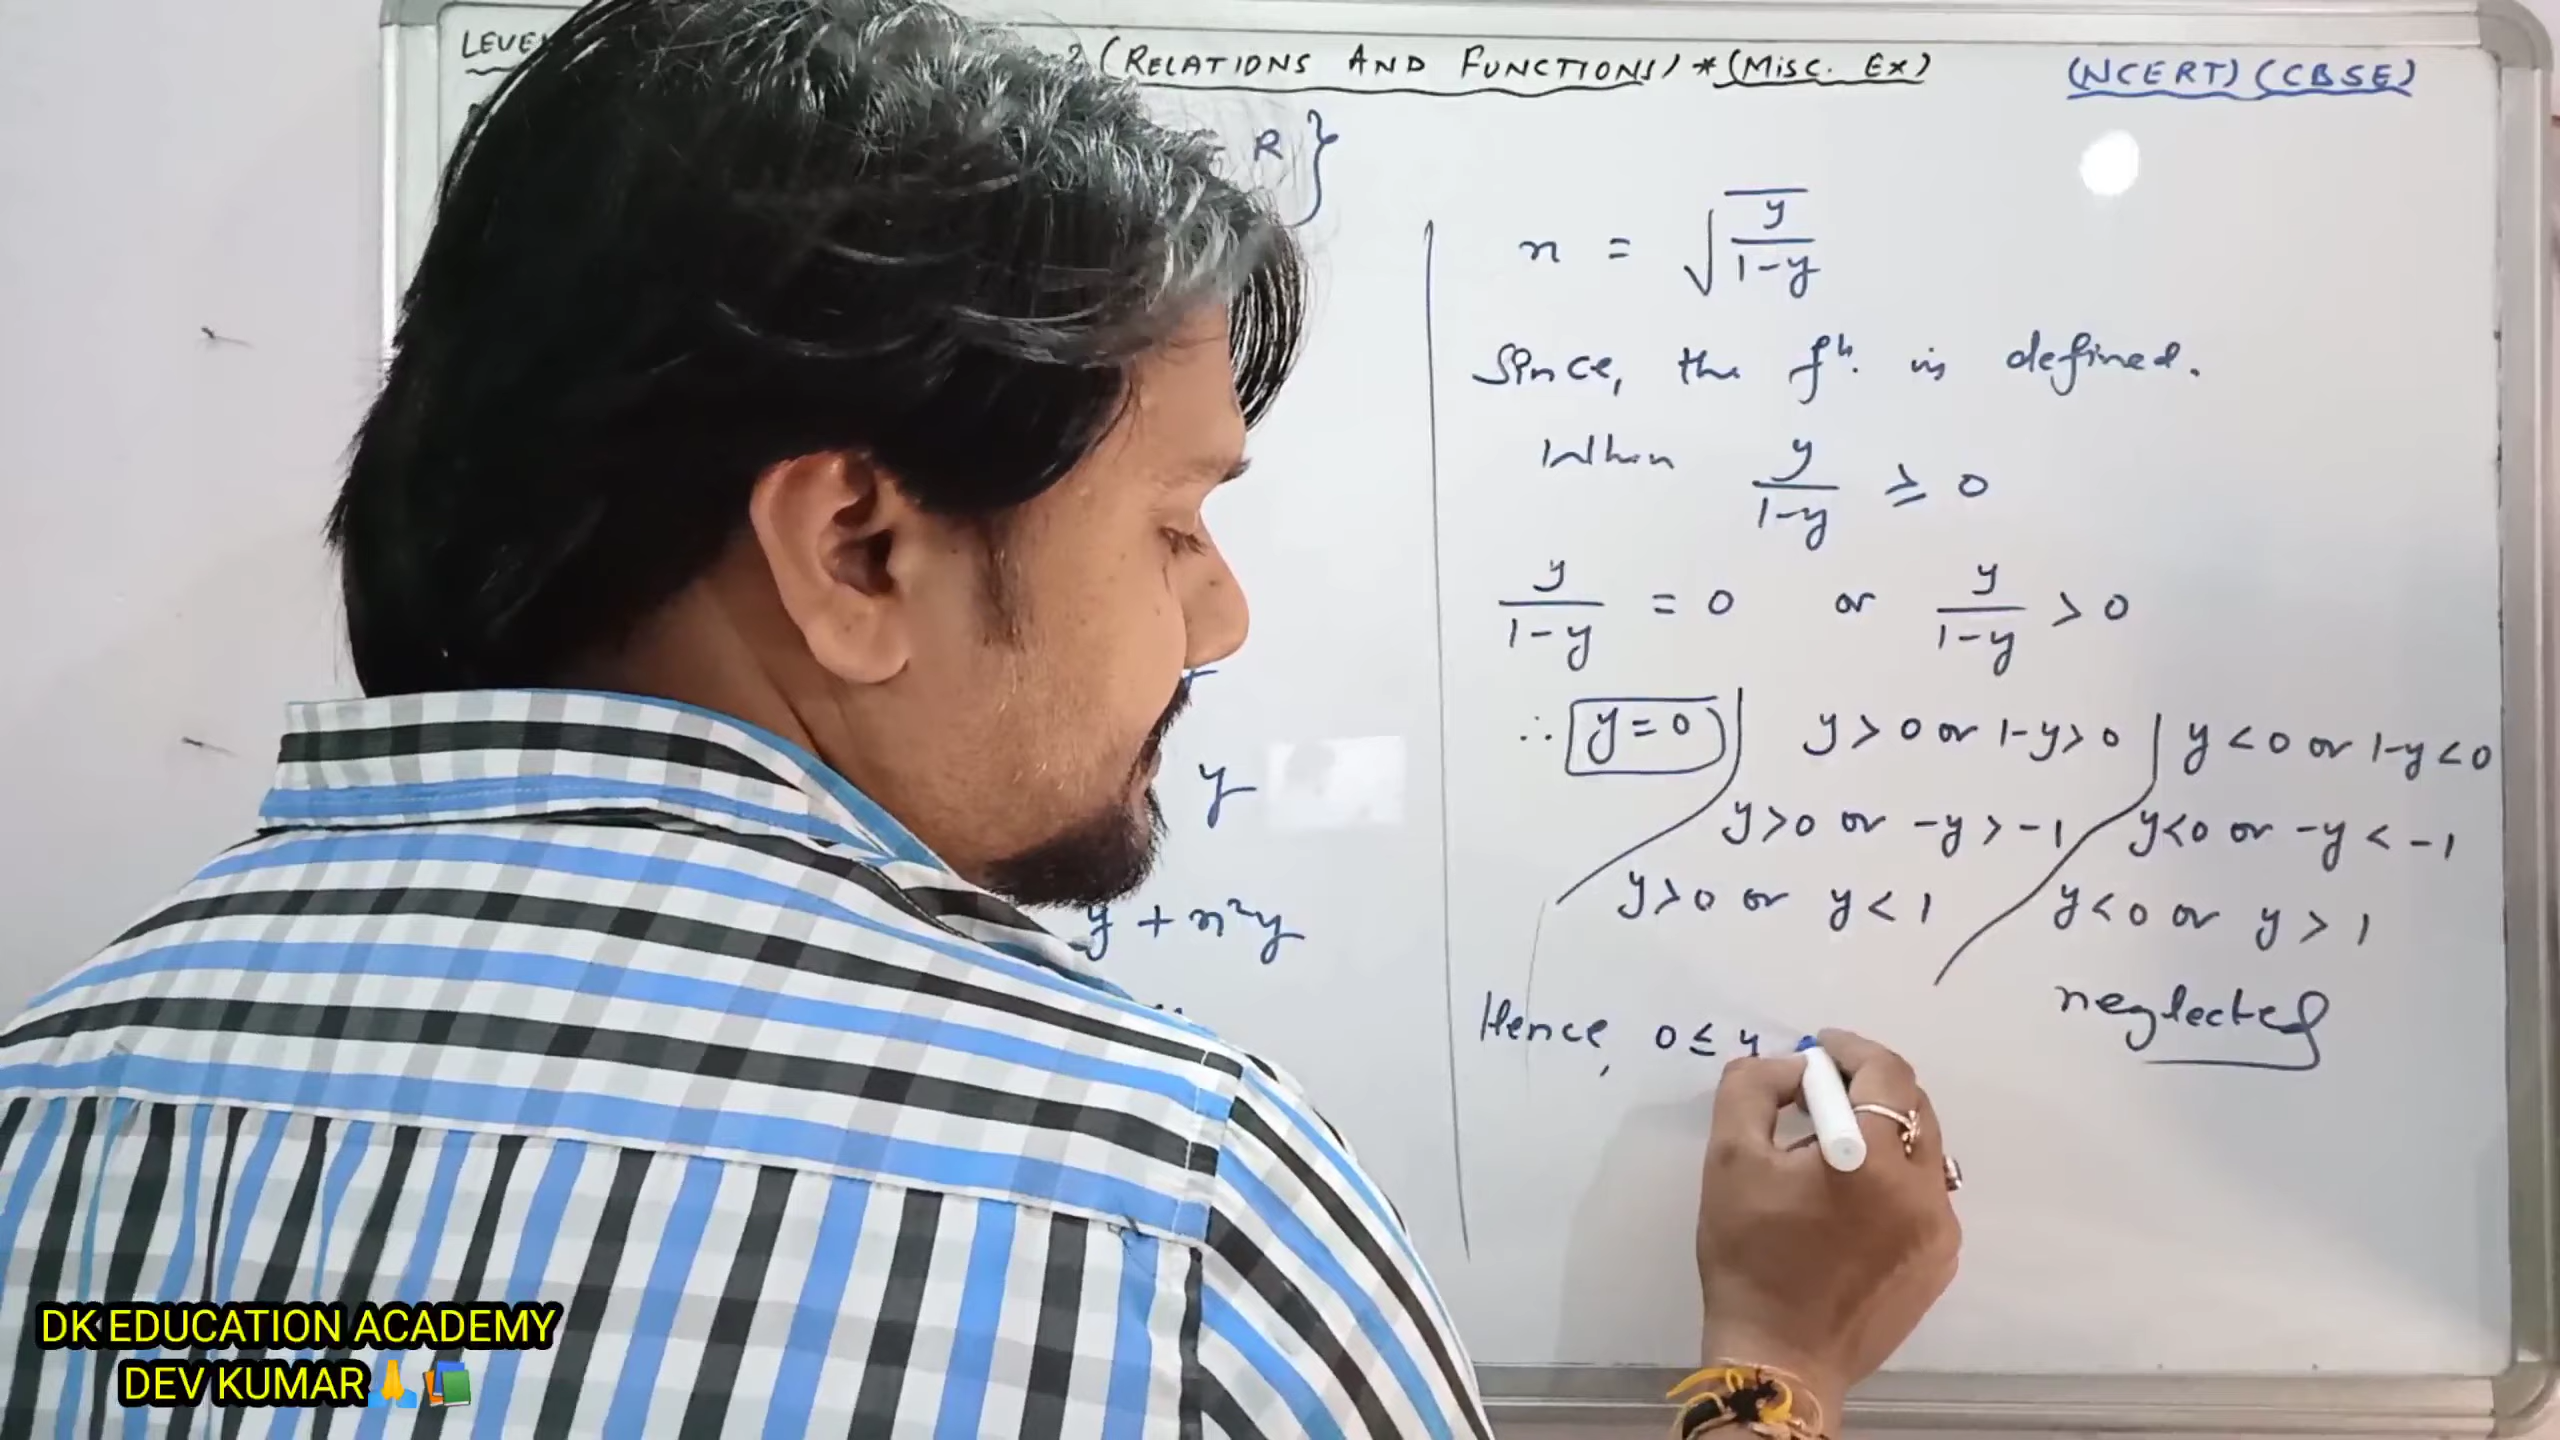 LEVE 2 (RELATIONS AND FUNCTIONS) * (MISC. EX) (NCERT) (CBSE)
R }
y
y + x²y
x = √(y/(1-y))
Since, the fⁿ. is defined.
When y/(1-y) ≥ 0
y/(1-y) = 0 or y/(1-y) > 0
∴ y = 0 | y > 0 or 1-y > 0 | y < 0 or 1-y < 0
y > 0 or -y > -1 y < 0 or -y < -1
y > 0 or y < 1 y < 0 or y > 1
neglected
Hence, 0 ≤ y
DK EDUCATION ACADEMY
DEV KUMAR🙏📚